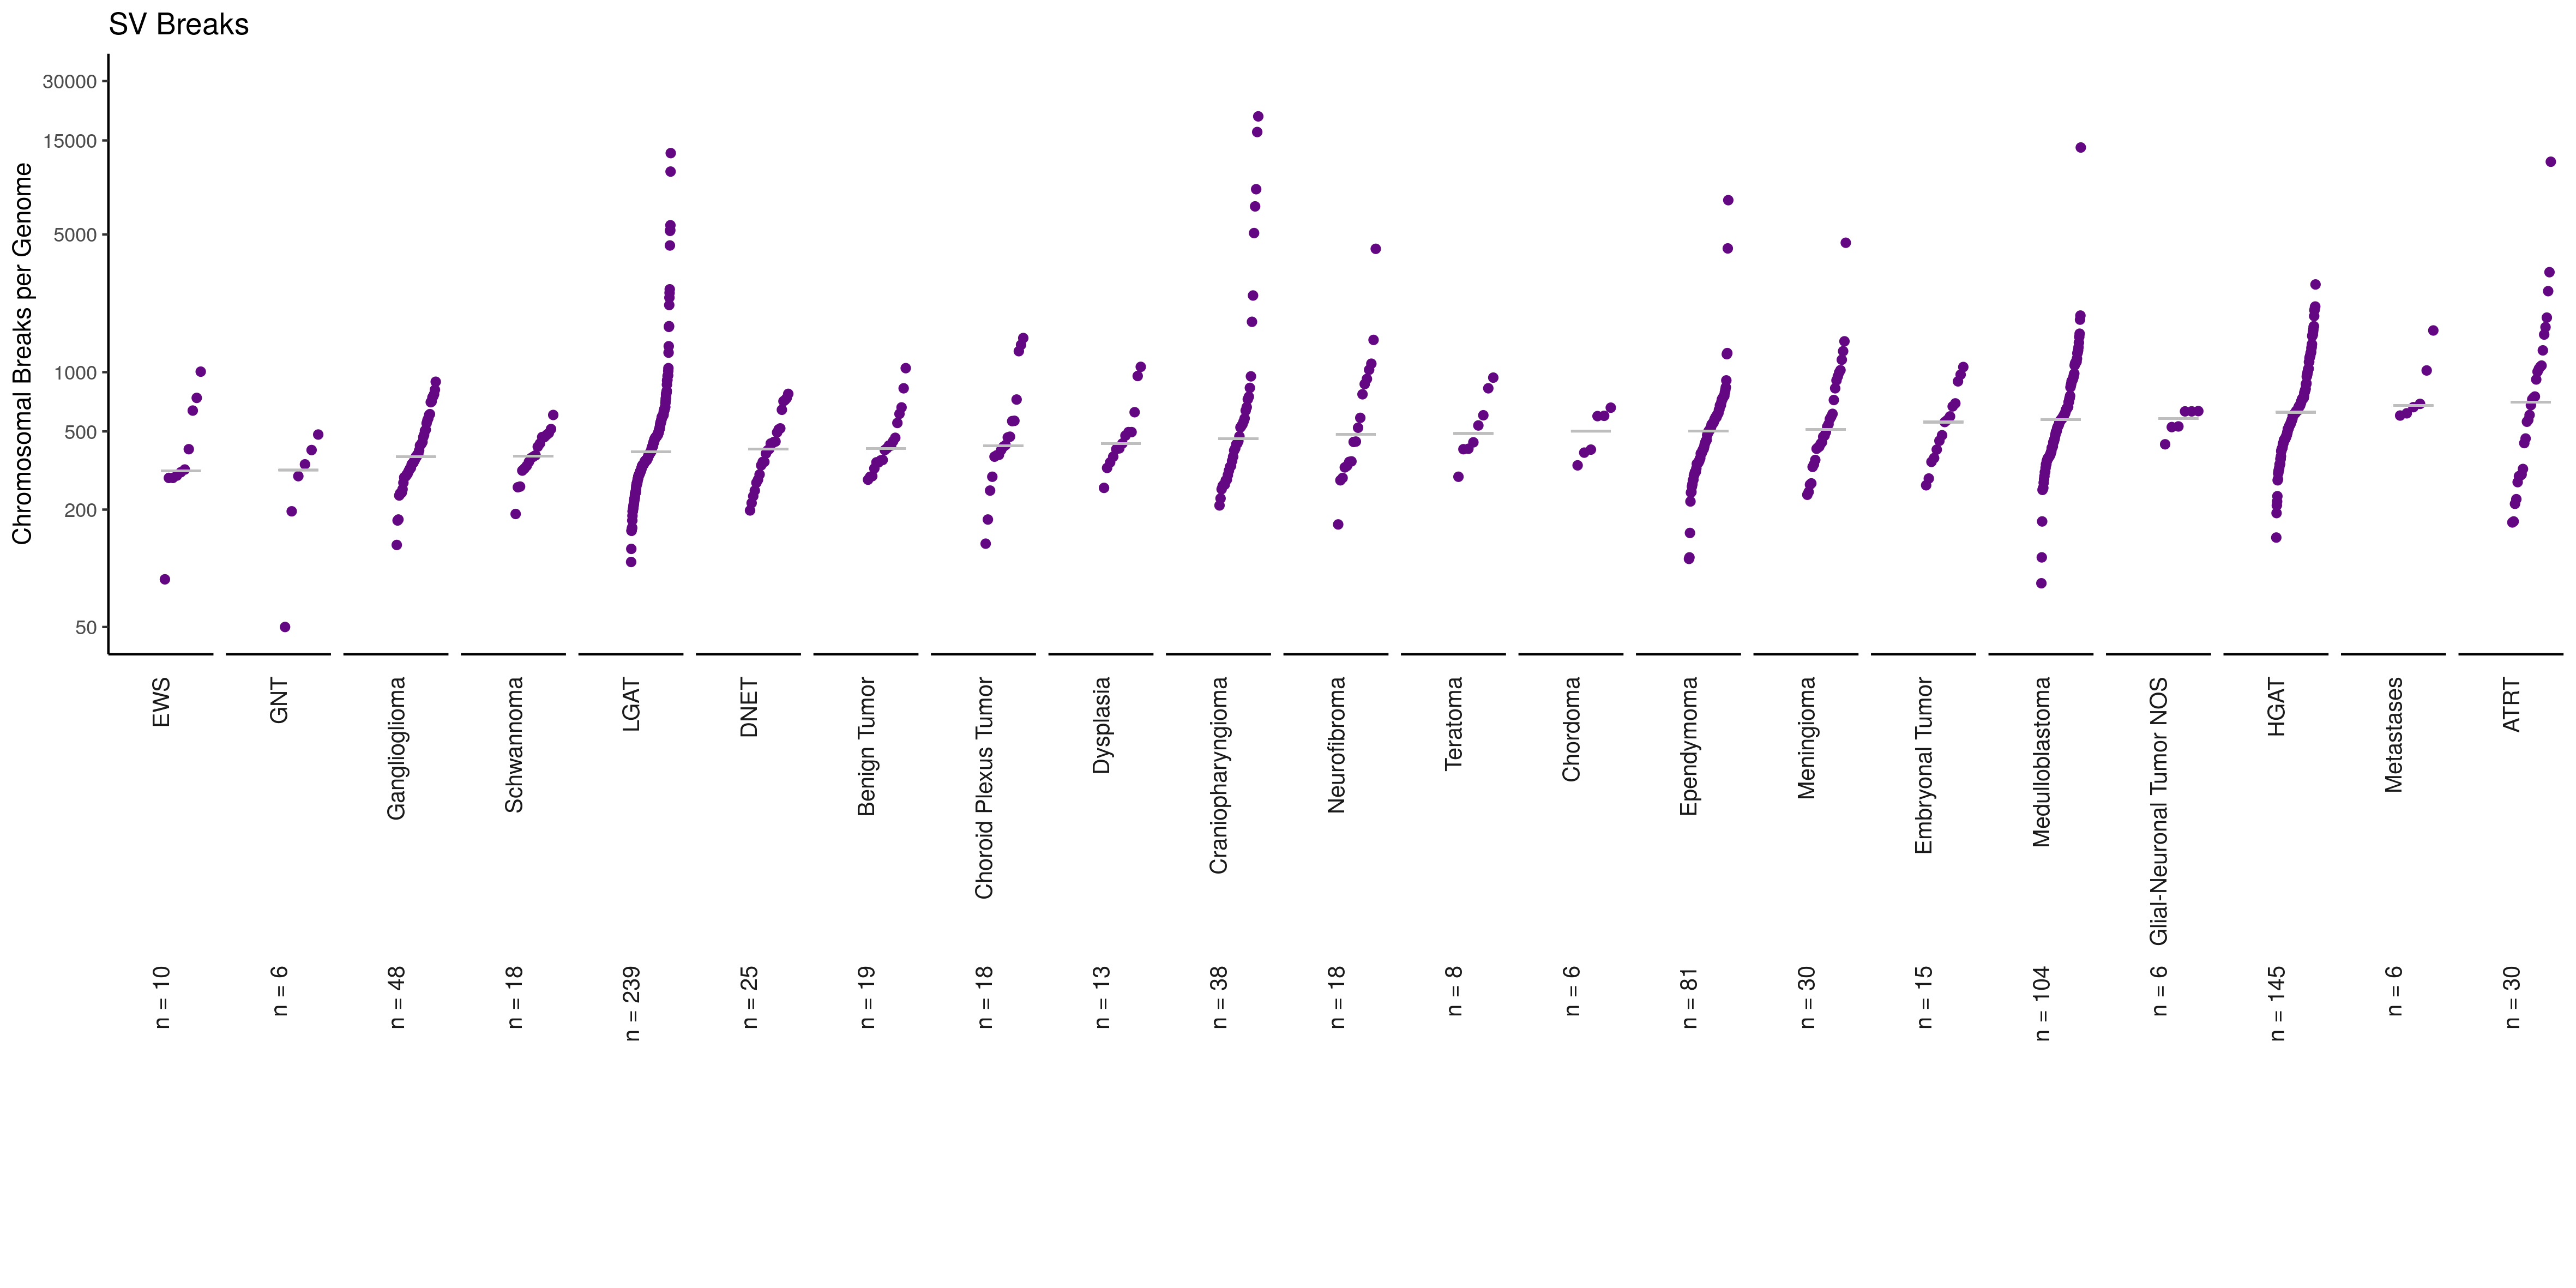 SV Breaks
Chromosomal Breaks per Genome
30000
15000
5000
1000
500
200
50
EWS
GNT
Ganglioglioma
Schwannoma
LGAT
DNET
Benign Tumor
Choroid Plexus Tumor
Dysplasia
Craniopharyngioma
Neurofibroma
Teratoma
Chordoma
Ependymoma
Meningioma
Embryonal Tumor
Medulloblastoma
Glial-Neuronal Tumor NOS
HGAT
Metastases
ATRT
n = 10
n = 6
n = 48
n = 18
n = 239
n = 25
n = 19
n = 18
n = 13
n = 38
n = 18
n = 8
n = 6
n = 81
n = 30
n = 15
n = 104
n = 6
n = 145
n = 6
n = 30